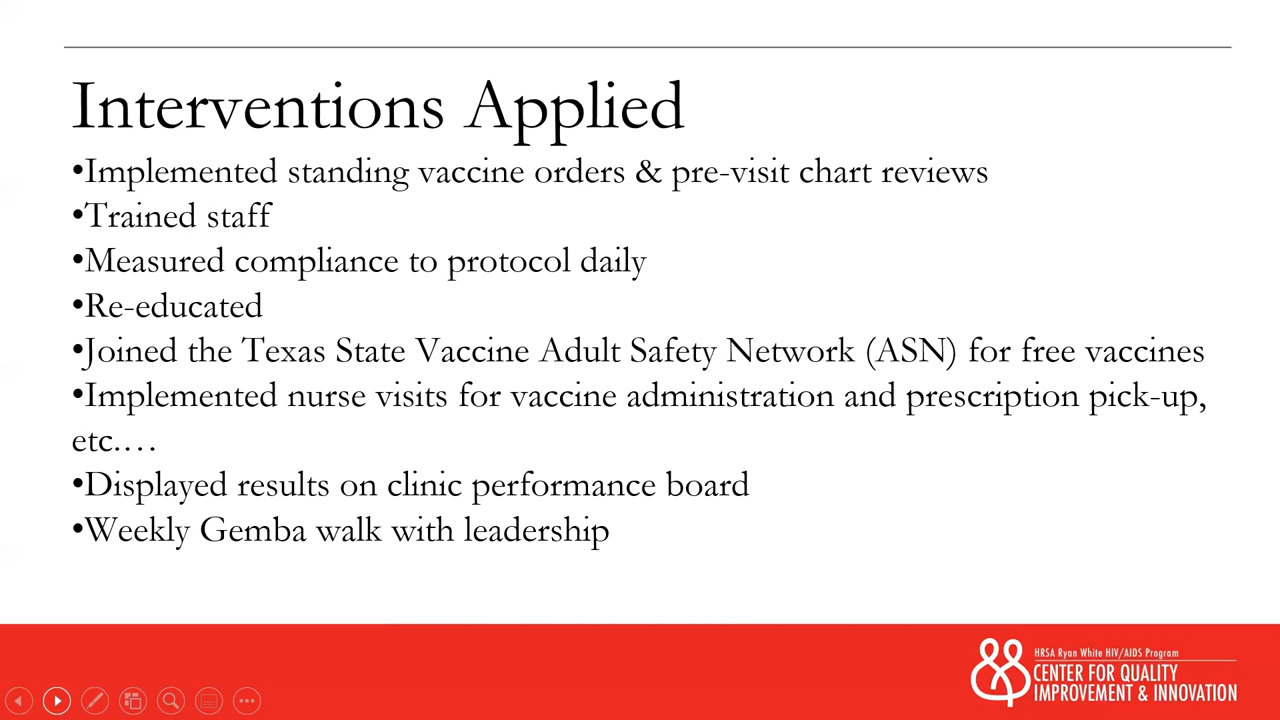 Interventions Applied
•Implemented standing vaccine orders & pre-visit chart reviews
•Trained staff
•Measured compliance to protocol daily
•Re-educated
•Joined the Texas State Vaccine Adult Safety Network (ASN) for free vaccines
•Implemented nurse visits for vaccine administration and prescription pick-up,
etc.…
•Displayed results on clinic performance board
•Weekly Gemba walk with leadership
HRSA Ryan White HIV/AIDS Program
CENTER FOR QUALITY
IMPROVEMENT & INNOVATION